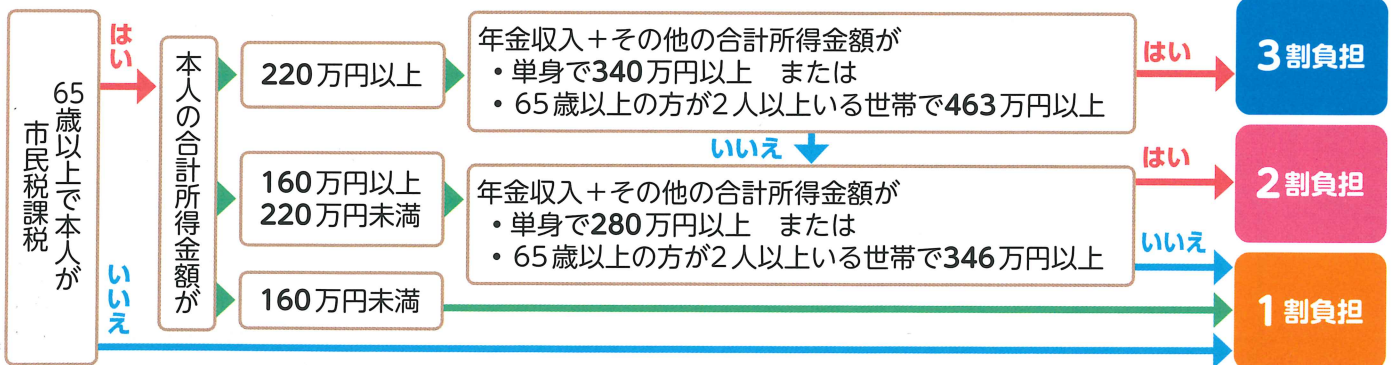 65歳以上で本人が
市民税課税
はい
いいえ
本人の合計所得金額が
220万円以上
年金収入＋その他の合計所得金額が
・単身で340万円以上　または
・65歳以上の方が2人以上いる世帯で463万円以上
はい
3割負担
いいえ
160万円以上
220万円未満
年金収入＋その他の合計所得金額が
・単身で280万円以上　または
・65歳以上の方が2人以上いる世帯で346万円以上
はい
2割負担
いいえ
160万円未満
1割負担